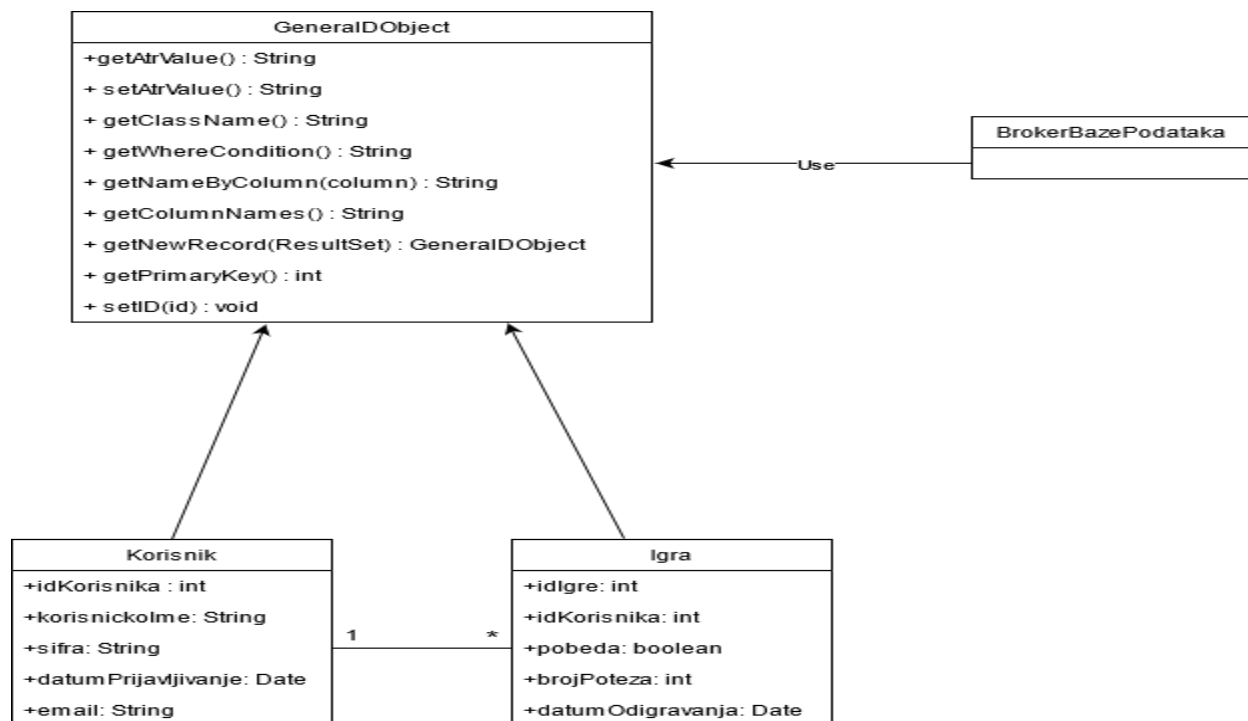 GeneralDObject
+getAtrValue() : String
+ setAtrValue() : String
+ getClassName() : String
+ getWhereCondition() : String
+ getNameByColumn(column) : String
+ getColumnNames() : String
+ getNewRecord(ResultSet) : GeneralDObject
+ getPrimaryKey() : int
+ setID(id) : void
Use
BrokerBazePodataka
Korisnik
+idKorisnika : int
+korisnickoIme: String
+sifra: String
+datumPrijavljivanje: Date
+email: String
1
*
Igra
+idIgre: int
+idKorisnika: int
+pobeda: boolean
+brojPoteza: int
+datumOdigravanja: Date